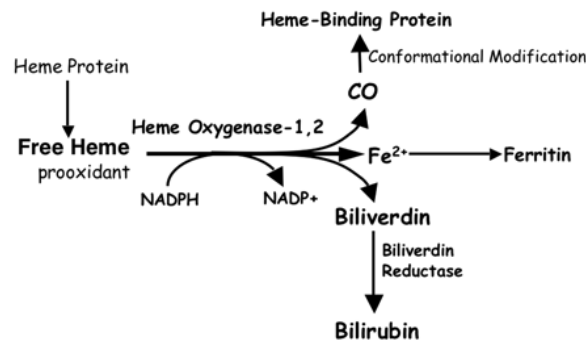 Heme-Binding Protein
Conformational Modification
Heme Protein
CO
Heme Oxygenase-1,2
Free Heme
Fe²⁺
Ferritin
prooxidant
NADPH
NADP+
Biliverdin
Biliverdin
Reductase
Bilirubin